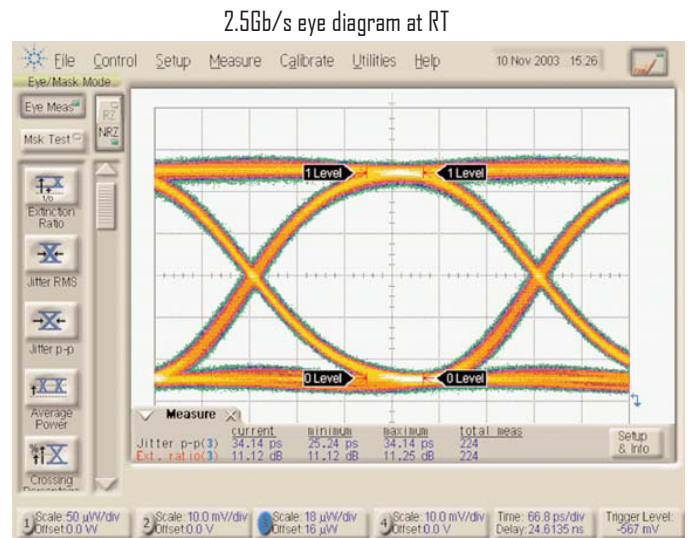 2.5Gb/s eye diagram at RT
File Control Setup Measure Calibrate Utilities Help 10 Nov 2003 15:26
Eye/Mask Mode
Eye Meas
RZ
NRZ
Msk Test
1 Level 1 Level
Extinction
Ratio
Jitter RMS
Jitter p-p
0 Level 0 Level
Average
Power
Measure
current minimum maximum total meas
Jitter p-p(3) 34.14 ps 25.24 ps 34.14 ps 224
Ext. ratio(3) 11.12 dB 11.12 dB 11.25 dB 224
Setup
& Info
Crossing
1 Scale: 50 µW/div 2 Scale: 10.0 mV/div 3 Scale: 18 µW/div 4 Scale: 10.0 mV/div Time: 66.8 ps/div Trigger Level:
Offset:0.0 W Offset:0.0 V Offset:16 µW Offset:0.0 V Delay:24.6135 ns -567 mV